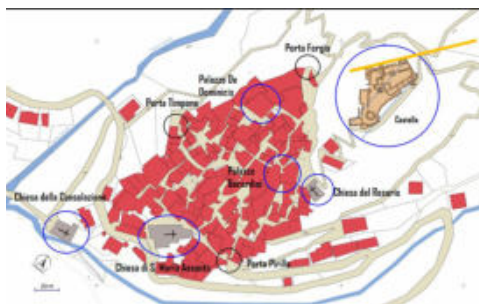 Porta Forgia
Palazzo De
Dominicis
Porta Timpone
Castello
Palazzo
Chiesa del Rosario
Chiesa della Consolazione
Chiesa di S. Maria Assunta
Porta Pirillo